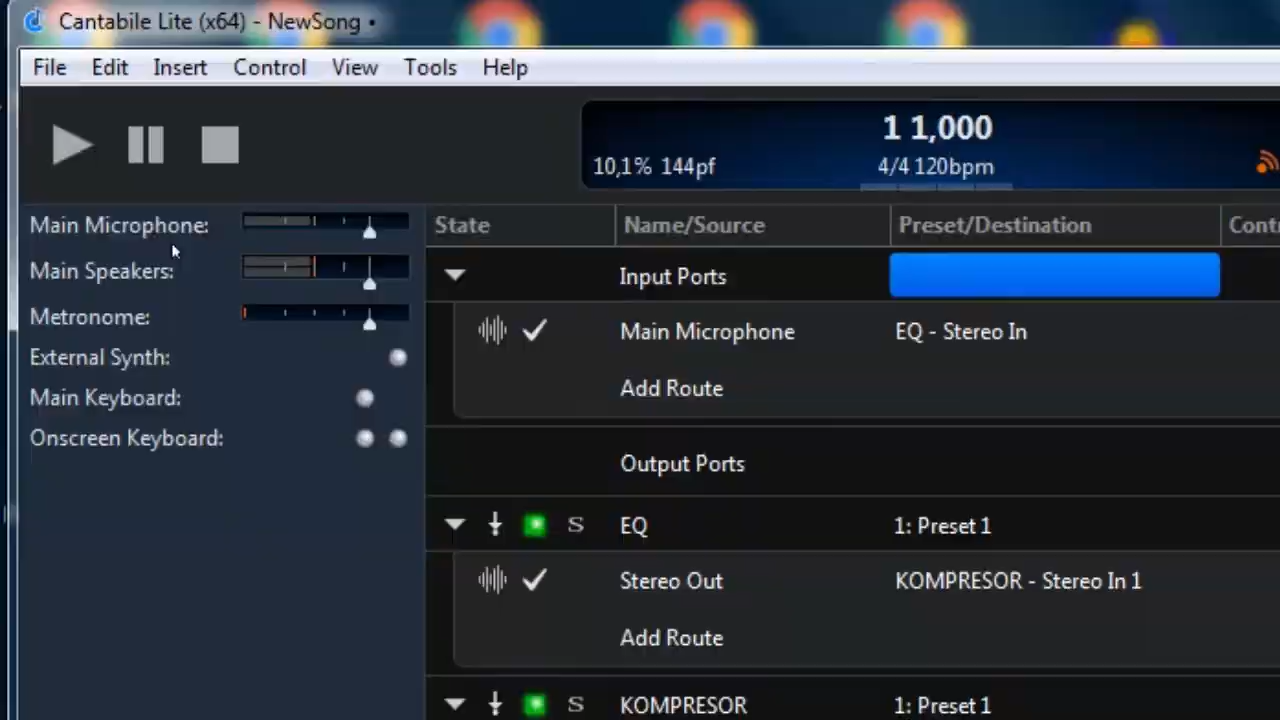 Cantabile Lite (x64) - NewSong •
File Edit Insert Control View Tools Help
1 1,000
10,1% 144pf 4/4 120bpm
Main Microphone:
Main Speakers:
Metronome:
External Synth:
Main Keyboard:
Onscreen Keyboard:
State Name/Source Preset/Destination Contr
Input Ports
Main Microphone EQ - Stereo In
Add Route
Output Ports
S EQ 1: Preset 1
Stereo Out KOMPRESOR - Stereo In 1
Add Route
S KOMPRESOR 1: Preset 1